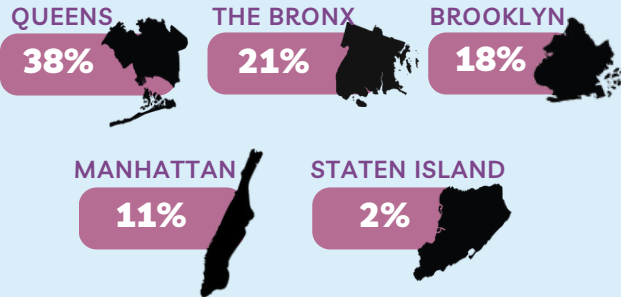 QUEENS
38%
THE BRONX
21%
BROOKLYN
18%
MANHATTAN
11%
STATEN ISLAND
2%